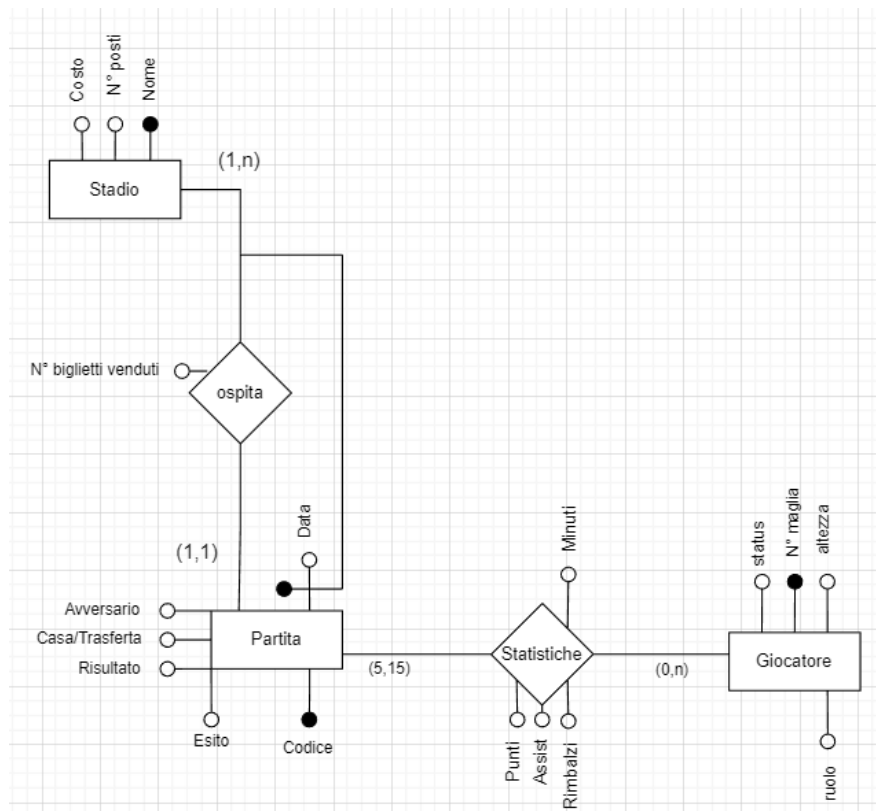 Costo
N° posti
Nome
(1,n)
Stadio
N° biglietti venduti
ospita
(1,1)
Data
Avversario
Casa/Trasferta
Risultato
Partita
Esito
Codice
(5,15)
Minuti
Statistiche
Punti
Assist
Rimbalzi
(0,n)
status
N° maglia
altezza
Giocatore
ruolo